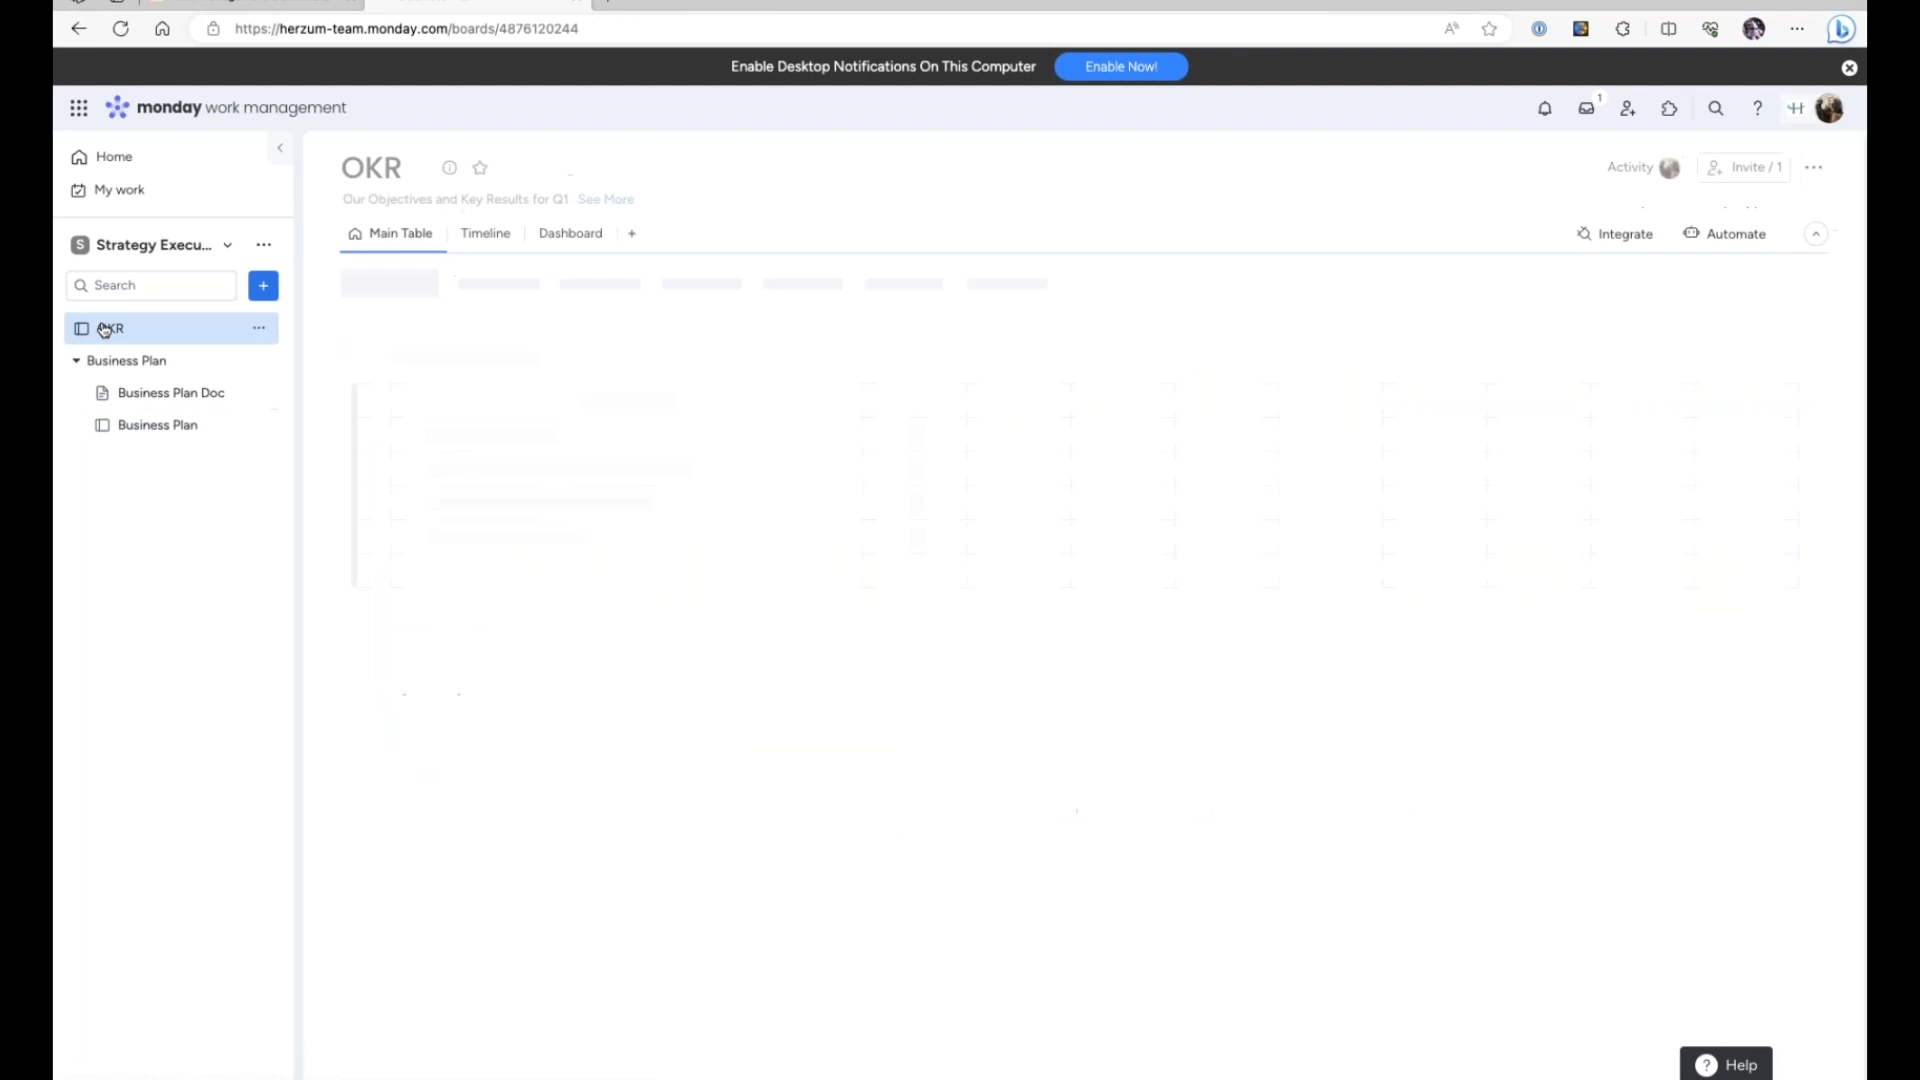 https://herzum-team.monday.com/boards/4876120244
Enable Desktop Notifications On This Computer
Enable Now!
monday work management
1
Home
My work
S
Strategy Execu...
Search
+
OKR
Business Plan
Business Plan Doc
Business Plan
OKR
Activity
Invite / 1
Our Objectives and Key Results for Q1 See More
Main Table
Timeline
Dashboard
+
Integrate
Automate
? Help